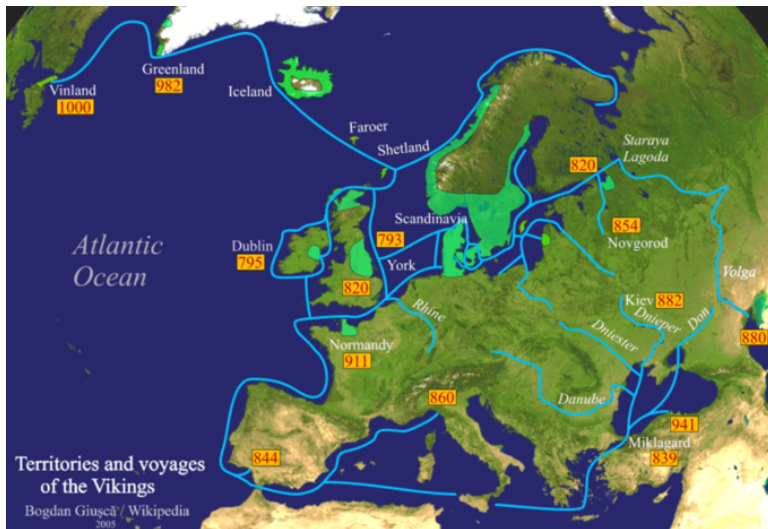 Greenland
982
Vinland
1000
Iceland
Faroer
Shetland
Staraya
Lagoda
820
Scandinavia
854
Novgorod
793
Dublin
795
York
Atlantic
Ocean
820
Volga
Kiev 882
Rhine
Dnieper
Don
Dniester
880
Normandy
911
860
Danube
941
Miklagard
839
844
Territories and voyages
of the Vikings
Bogdan Giuşcă / Wikipedia
2005